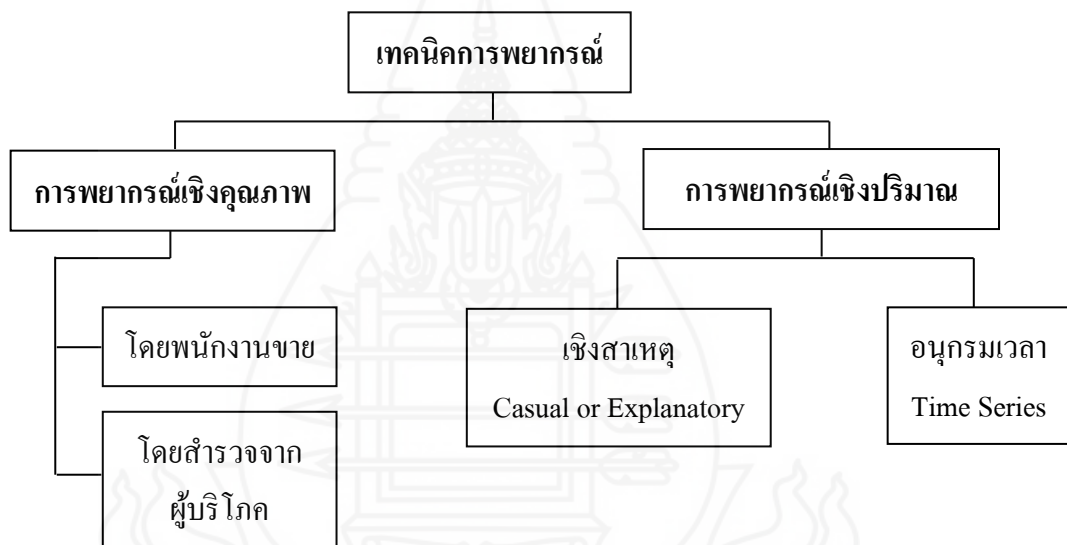 เทคนิคการพยากรณ์
การพยากรณ์เชิงคุณภาพ
การพยากรณ์เชิงปริมาณ
โดยพนักงานขาย
โดยสำรวจจาก
ผู้บริโภค
เชิงสาเหตุ
Casual or Explanatory
อนุกรมเวลา
Time Series